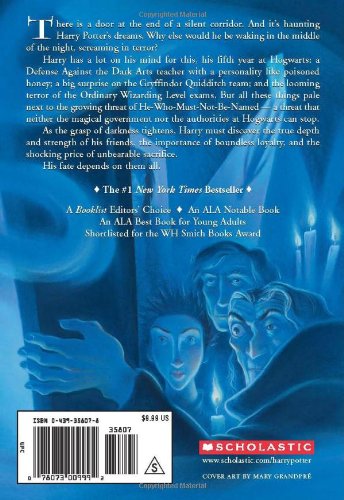 There is a door at the end of a silent corridor. And it's haunting
Harry Potter's dreams. Why else would he be waking in the middle
of the night, screaming in terror?
Harry has a lot on his mind for this, his fifth year at Hogwarts: a
Defense Against the Dark Arts teacher with a personality like poisoned
honey; a big surprise on the Gryffindor Quidditch team; and the looming
terror of the Ordinary Wizarding Level exams. But all these things pale
next to the growing threat of He-Who-Must-Not-Be-Named — a threat that
neither the magical government nor the authorities at Hogwarts can stop.
As the grasp of darkness tightens, Harry must discover the true depth
and strength of his friends, the importance of boundless loyalty, and the
shocking price of unbearable sacrifice.
His fate depends on them all.
✦ The #1 New York Times Bestseller ✦
A Booklist Editors' Choice ✦ An ALA Notable Book
An ALA Best Book for Young Adults
Shortlisted for the WH Smith Books Award
ISBN 0-439-35807-8
35807
$9.99 US
UPC
0 76073 00999 2
S
SCHOLASTIC
www.scholastic.com/harrypotter
COVER ART BY MARY GRANDPRÉ